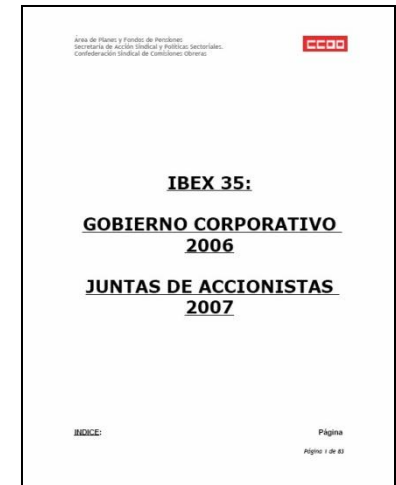 Área de Planes y Fondos de Pensiones
Secretaría de Acción Sindical y Políticas Sectoriales.
Confederación Sindical de Comisiones Obreras
CCOO
IBEX 35:
GOBIERNO CORPORATIVO
2006
JUNTAS DE ACCIONISTAS
2007
INDICE: Página
Página 1 de 83